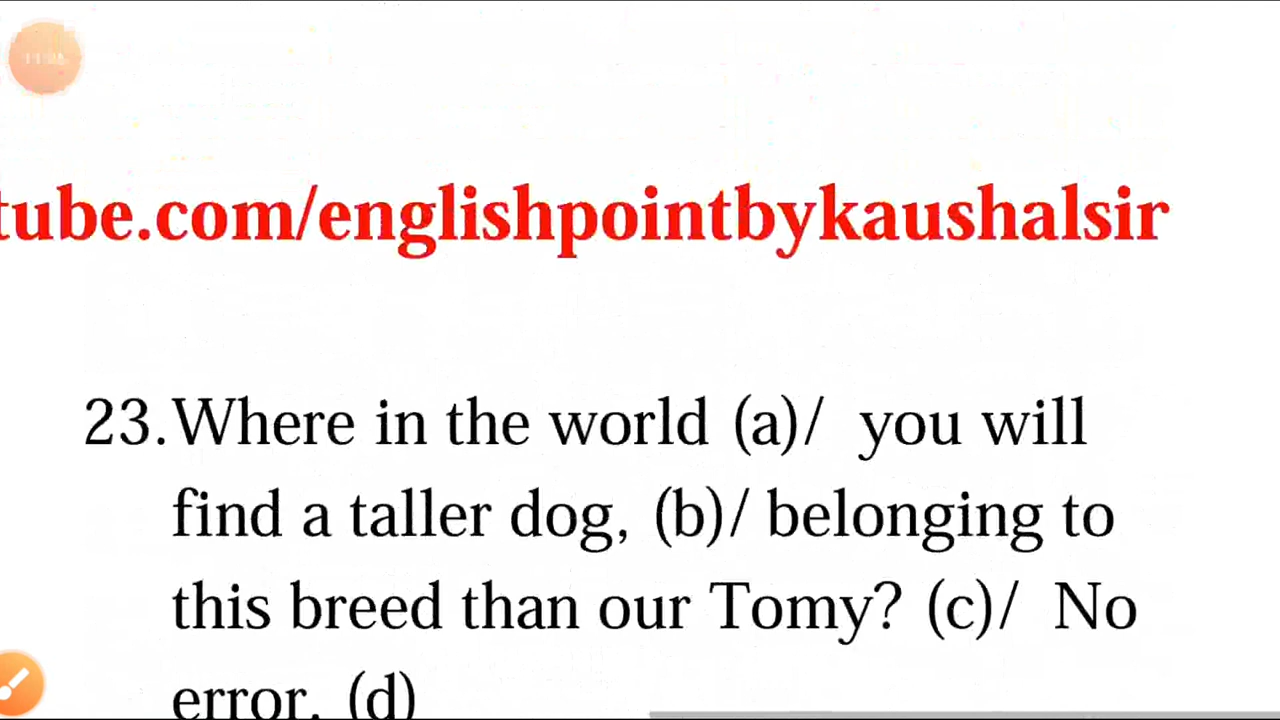 tube.com/englishpointbykaushalsir
23.Where in the world (a)/ you will
find a taller dog, (b)/ belonging to
this breed than our Tomy? (c)/ No
error. (d)